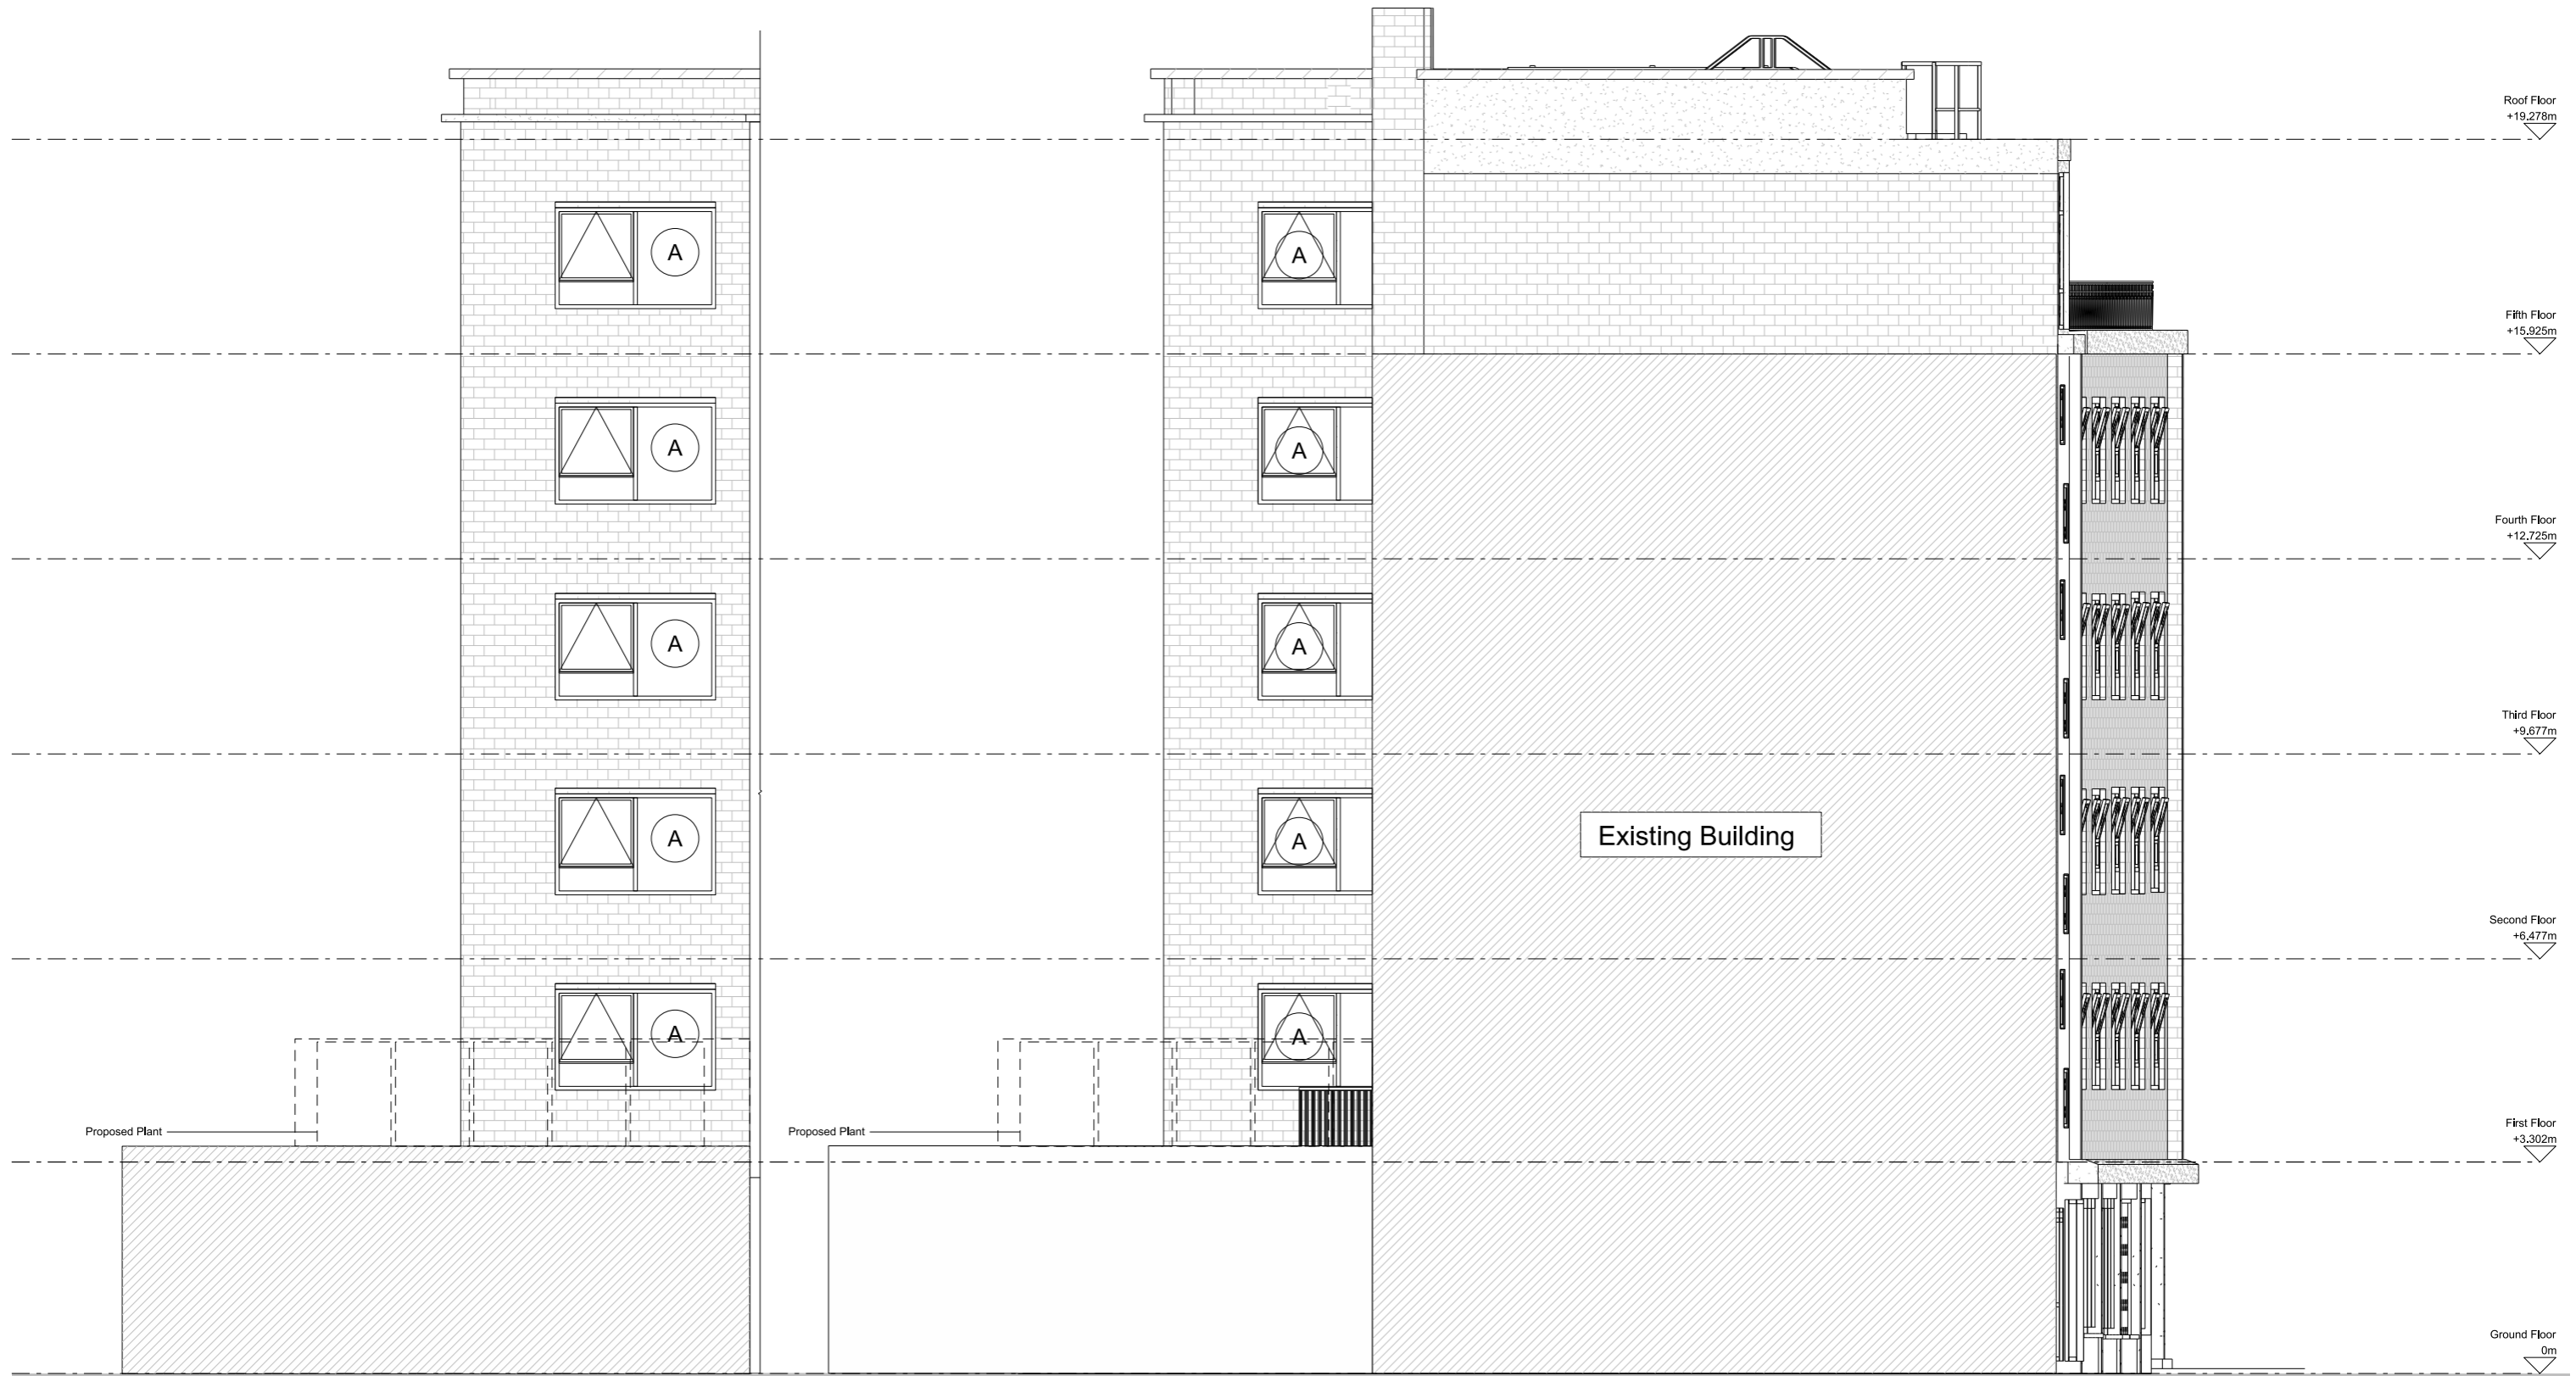 Roof Floor
+19.278m
A
A
Fifth Floor
+15.925m
A
A
Fourth Floor
+12.725m
A
A
Third Floor
+9.677m
Existing Building
A
A
Second Floor
+6.477m
A
A
Proposed Plant
Proposed Plant
First Floor
+3.302m
Ground Floor
0m